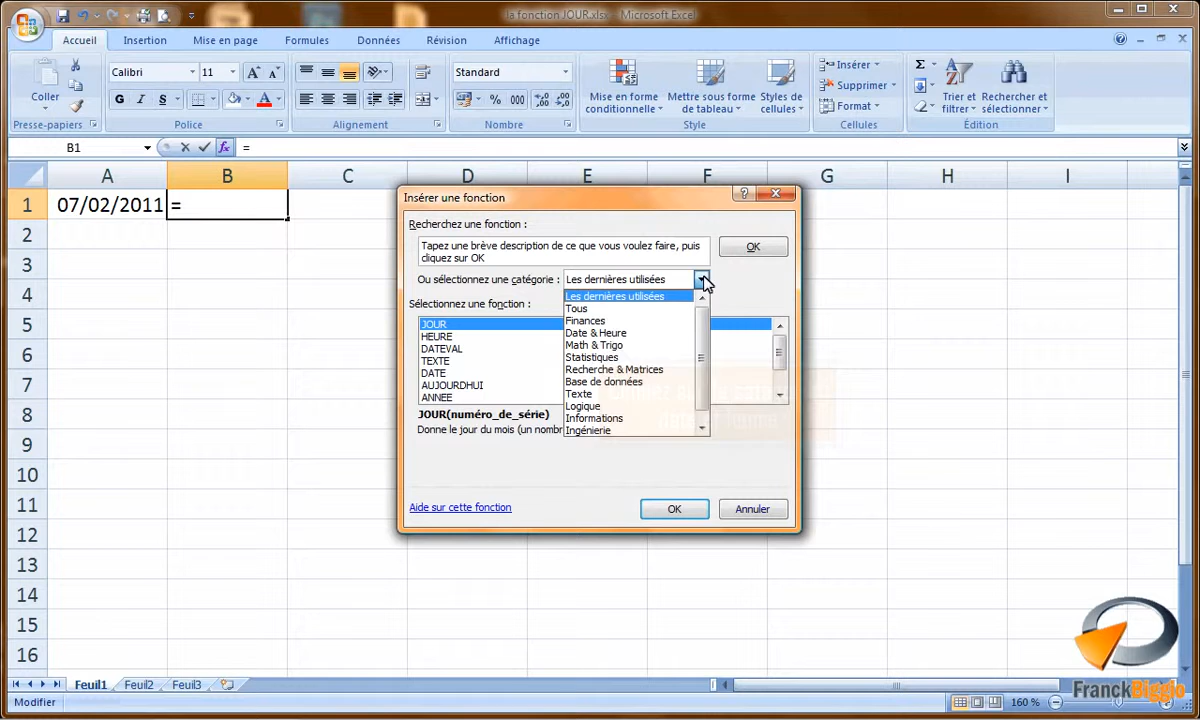 la fonction JOUR.xlsx - Microsoft Excel
Accueil
Insertion
Mise en page
Formules
Données
Révision
Affichage
Coller
Presse-papiers
Calibri
11
G I S
Police
Alignement
Standard
% 000
Nombre
Mise en forme conditionnelle
Mettre sous forme de tableau
Styles de cellules
Style
Insérer
Supprimer
Format
Cellules
Σ
Trier et filtrer
Rechercher et sélectionner
Édition
B1
fx
=
A B C D E F G H I
1 07/02/2011 =
2
3
4
5
6
7
8
9
10
11
12
13
14
15
16
Insérer une fonction
Recherchez une fonction :
Tapez une brève description de ce que vous voulez faire, puis
cliquez sur OK
OK
Ou sélectionnez une catégorie : Les dernières utilisées
Les dernières utilisées
Tous
Finances
Date & Heure
Math & Trigo
Statistiques
Recherche & Matrices
Base de données
Texte
Logique
Informations
Ingénierie
Sélectionnez une fonction :
JOUR
HEURE
DATEVAL
TEXTE
DATE
AUJOURDHUI
ANNEE
JOUR(numéro_de_série)
Donne le jour du mois (un nombr
Aide sur cette fonction
OK
Annuler
Feuil1
Feuil2
Feuil3
Modifier
160 %
FranckBigglo